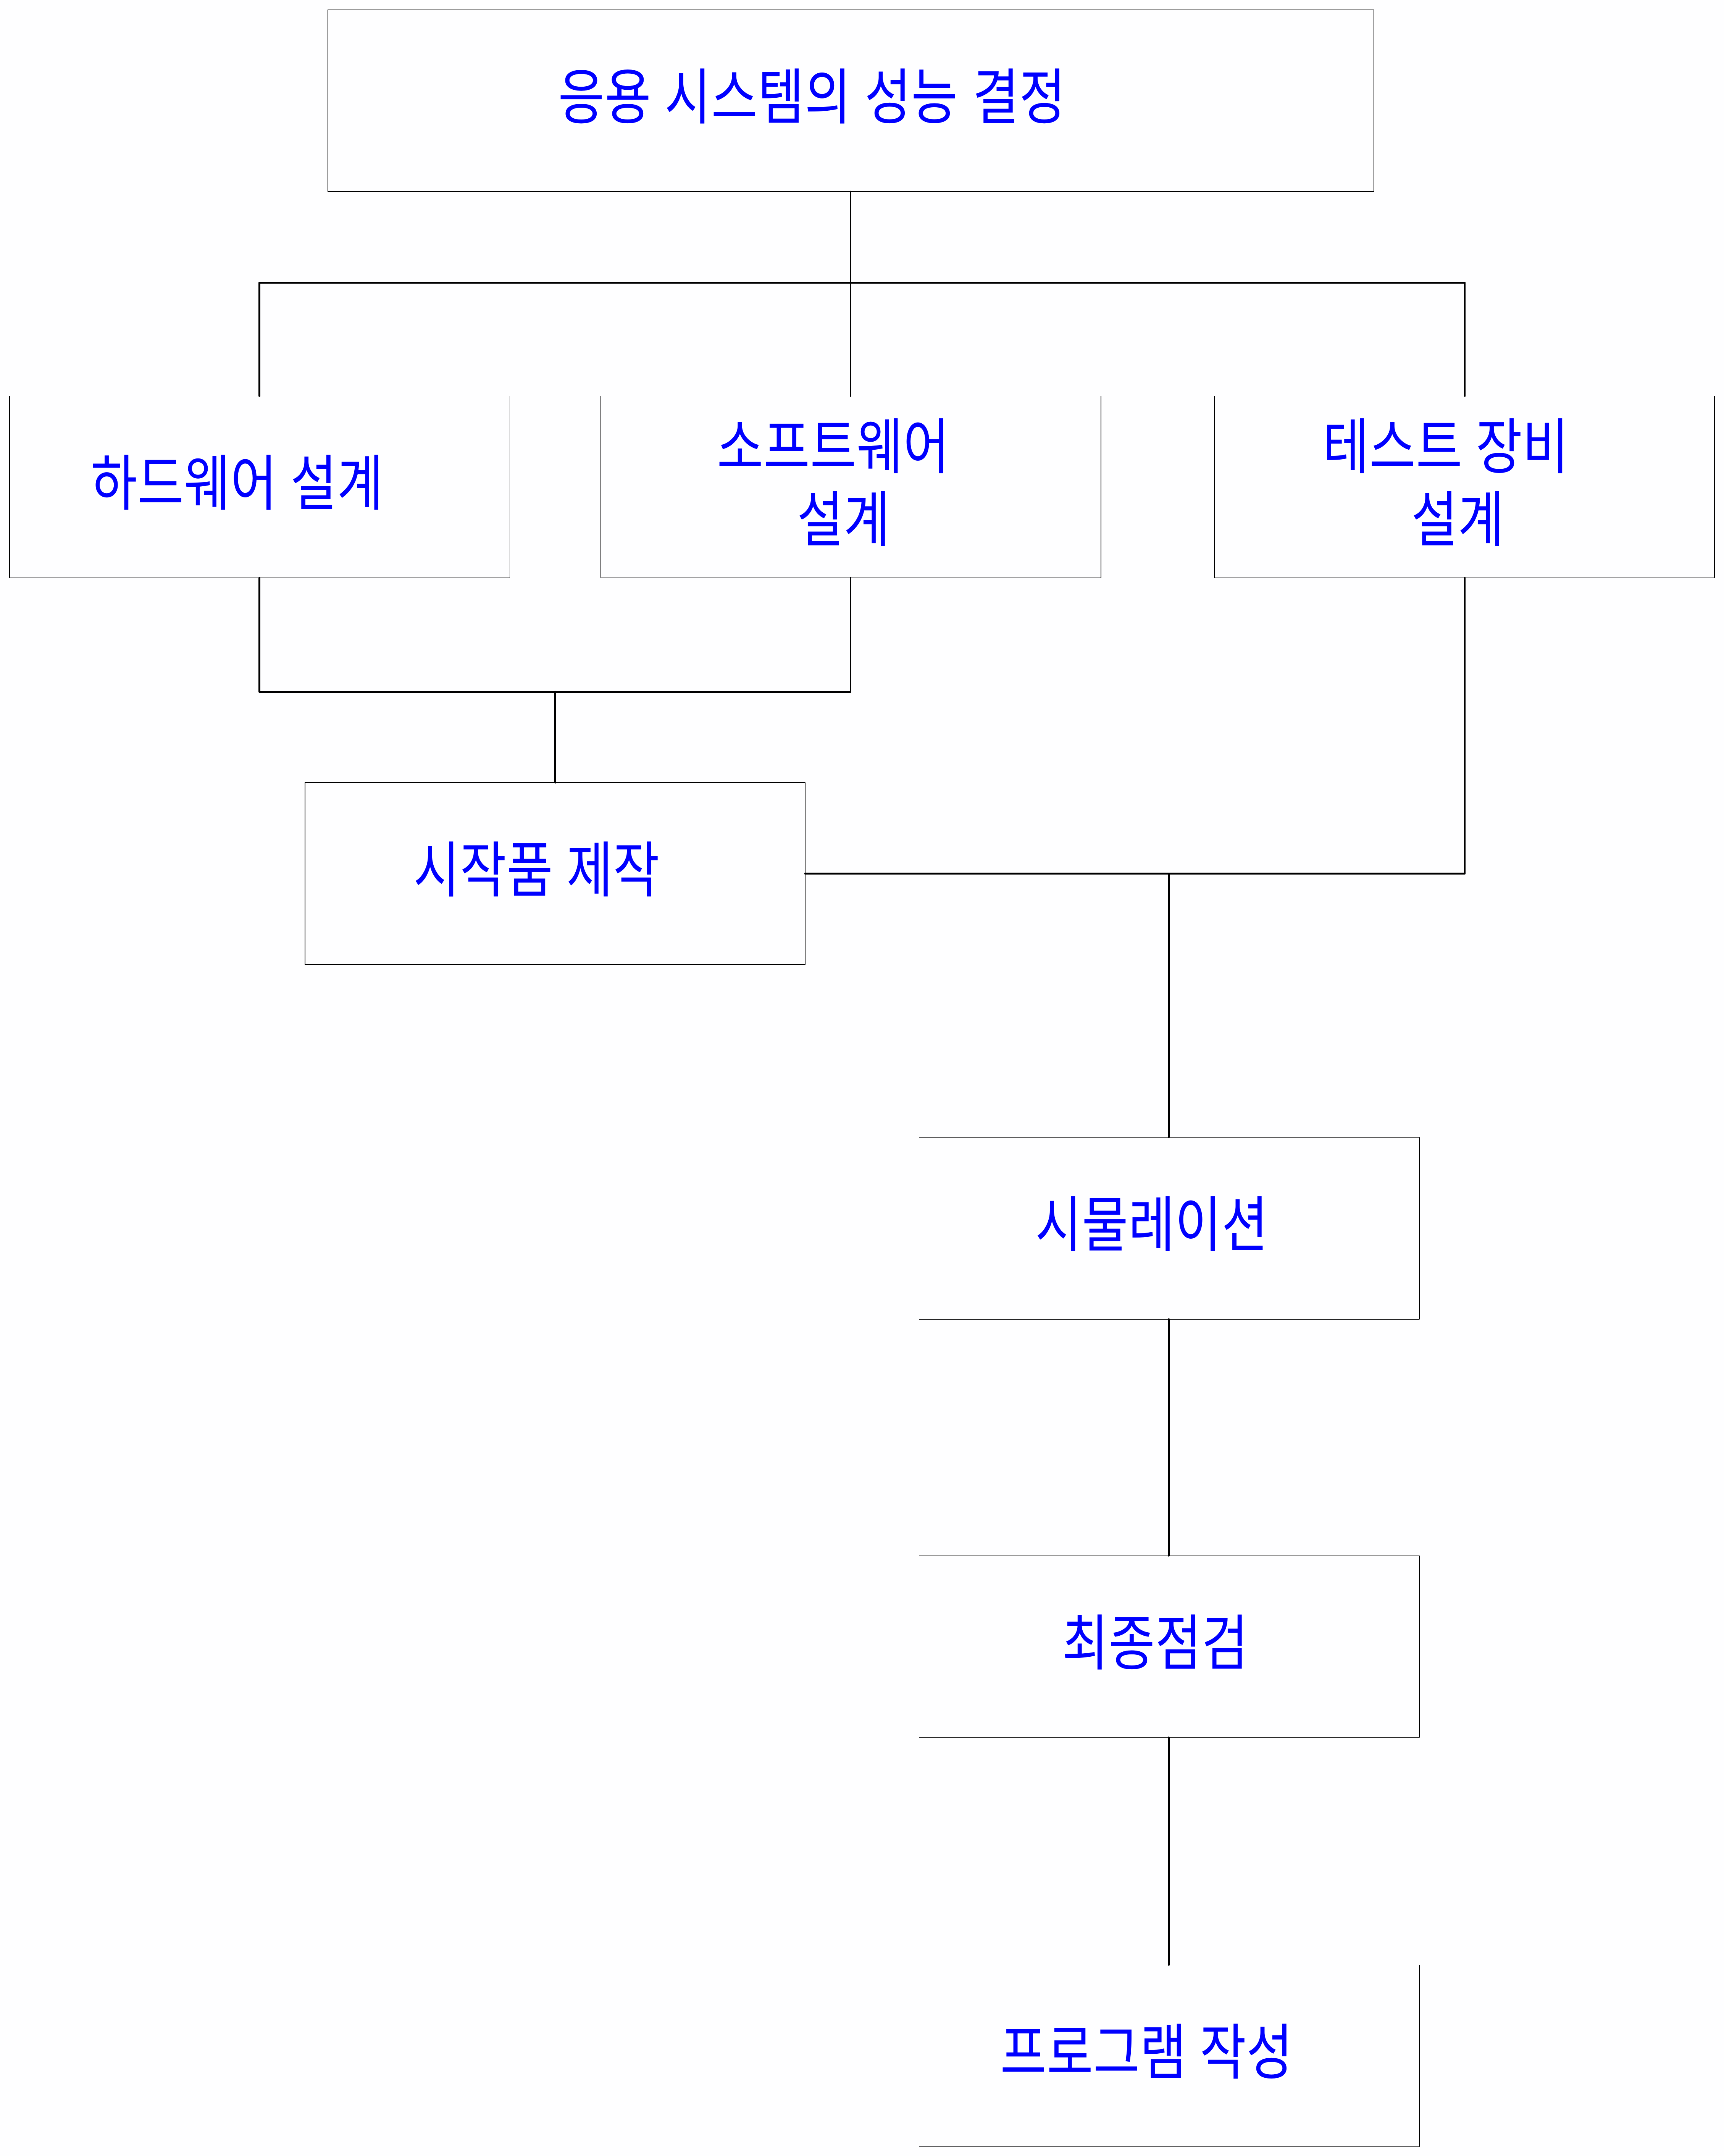 응용 시스템의 성능 결정
하드웨어 설계
소프트웨어
설계
테스트 장비
설계
시작품 제작
시물레이션
최종점검
프로그램 작성